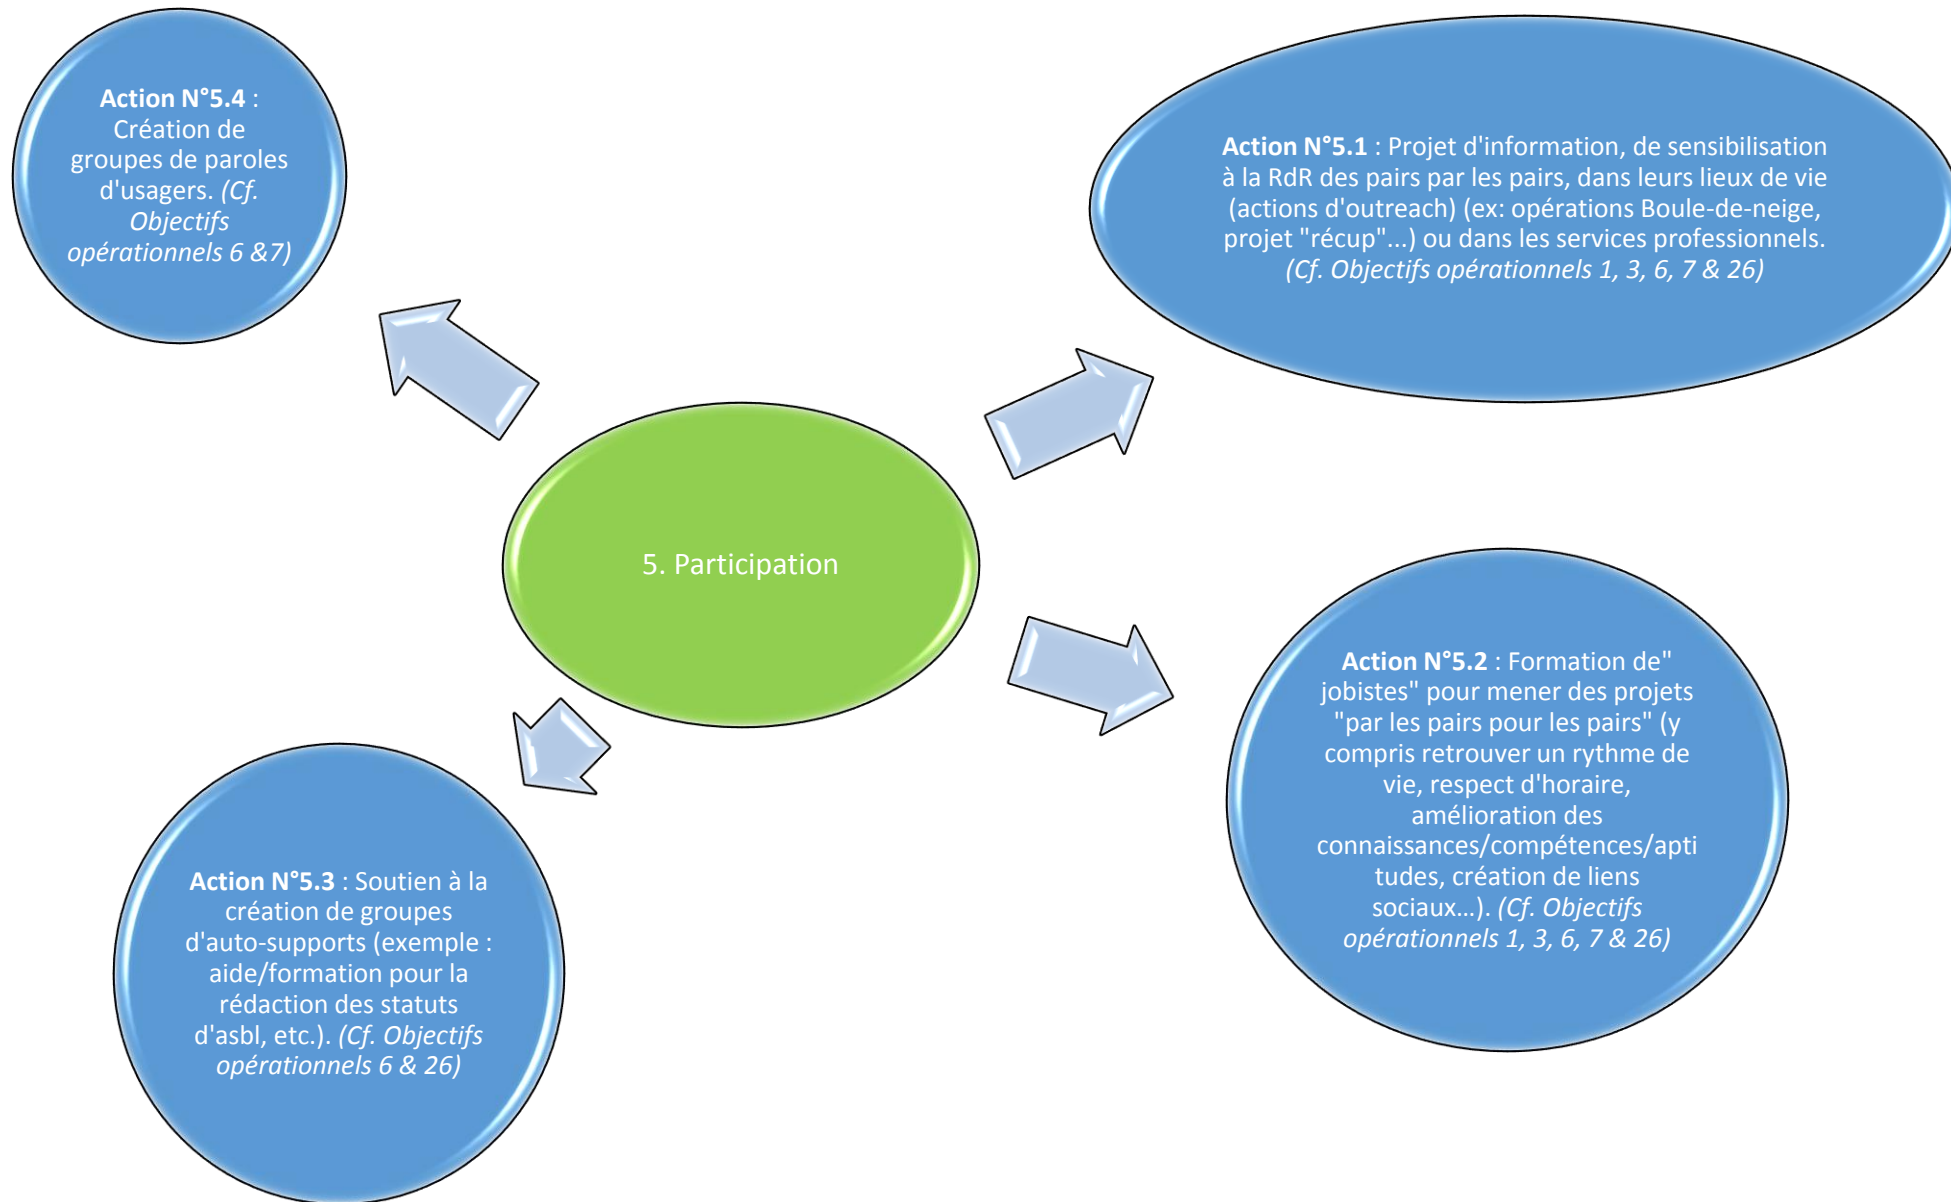 Action N°5.4 :
Création de
groupes de paroles
d'usagers. (Cf.
Objectifs
opérationnels 6 &7)
Action N°5.1 : Projet d'information, de sensibilisation
à la RdR des pairs par les pairs, dans leurs lieux de vie
(actions d'outreach) (ex: opérations Boule-de-neige,
projet "récup"...) ou dans les services professionnels.
(Cf. Objectifs opérationnels 1, 3, 6, 7 & 26)
5. Participation
Action N°5.2 : Formation de"
jobistes" pour mener des projets
"par les pairs pour les pairs" (y
compris retrouver un rythme de
vie, respect d'horaire,
amélioration des
connaissances/compétences/apti
tudes, création de liens
sociaux...). (Cf. Objectifs
opérationnels 1, 3, 6, 7 & 26)
Action N°5.3 : Soutien à la
création de groupes
d'auto-supports (exemple :
aide/formation pour la
rédaction des statuts
d'asbl, etc.). (Cf. Objectifs
opérationnels 6 & 26)